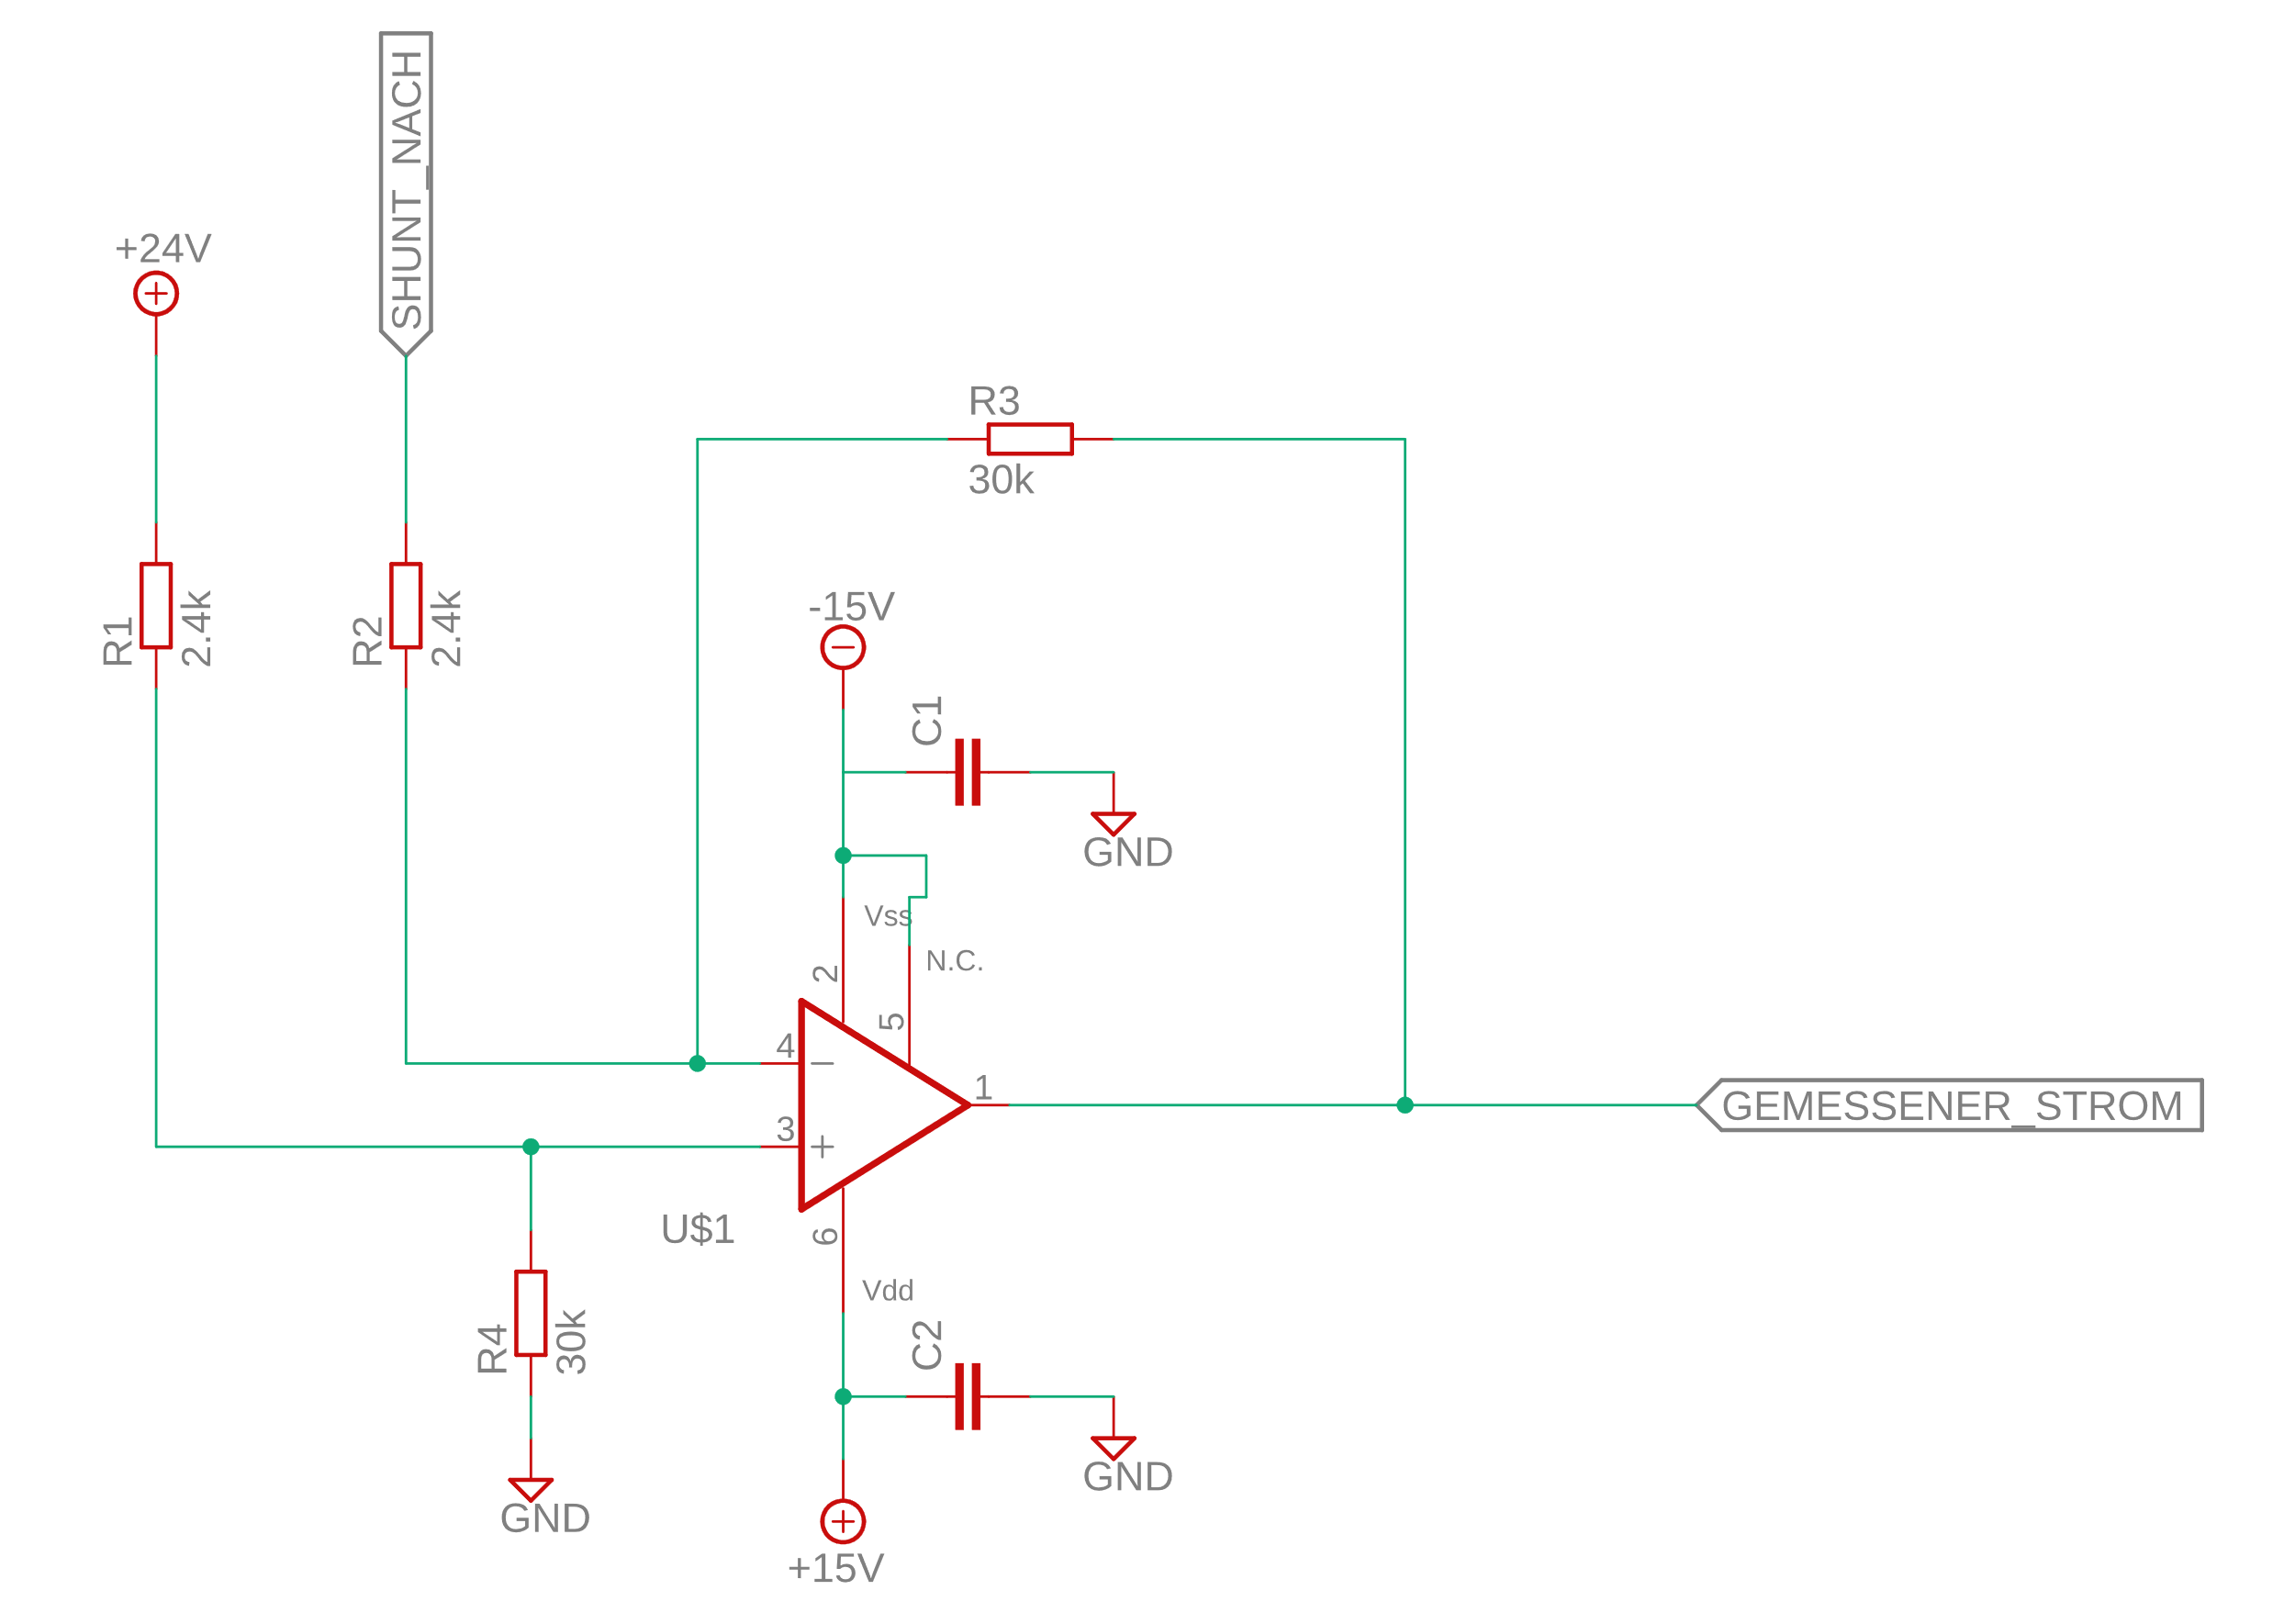 SHUNT_NACH
+24V
R3
30k
R1
2.4k
R2
2.4k
-15V
C1
GND
Vss
N.C.
2
5
4
1
GEMESSENER_STROM
3
U$1
6
Vdd
R4
30k
C2
GND
GND
+15V